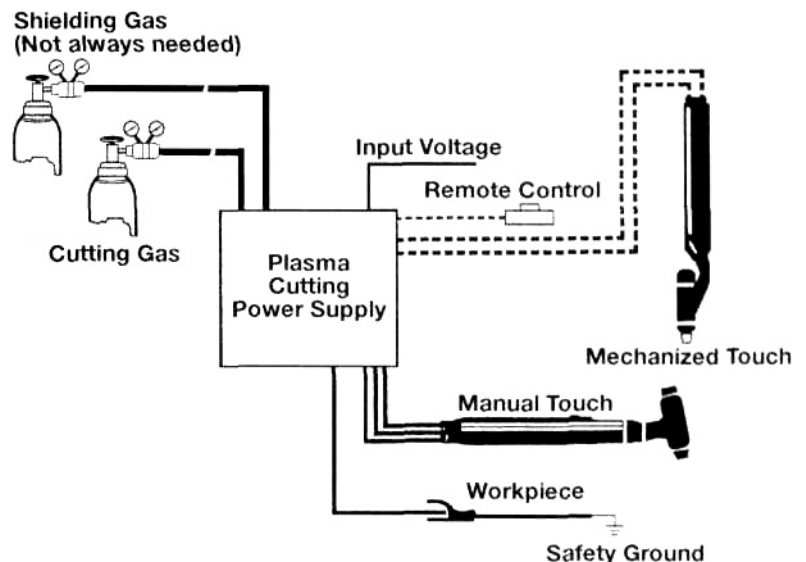 Shielding Gas
(Not always needed)
Input Voltage
Remote Control
Cutting Gas
Plasma
Cutting
Power Supply
Mechanized Touch
Manual Touch
Workpiece
Safety Ground